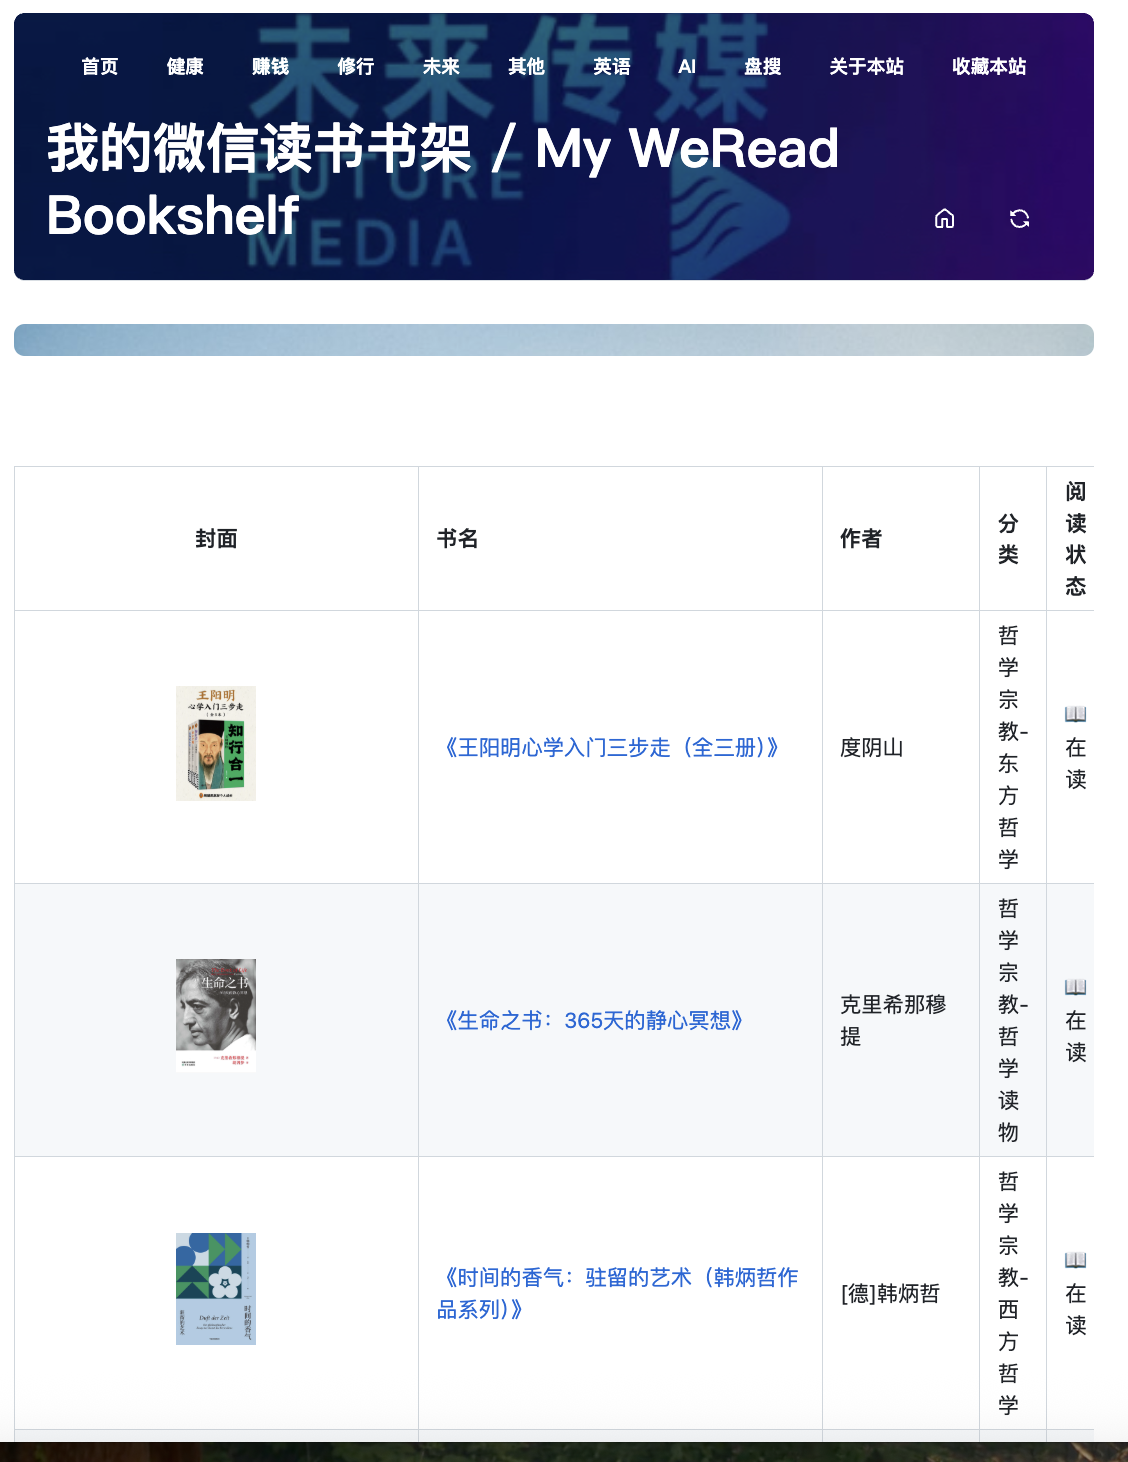 未来传媒
FUTURE
MEDIA
首页 健康 赚钱 修行 未来 其他 英语 AI 盘搜 关于本站 收藏本站
我的微信读书书架 / My WeRead
Bookshelf
封面 书名 作者 分类 阅读状态
王阳明
心学入门三步走
知行合一
《王阳明心学入门三步走（全三册）》
度阴山
哲学宗教-东方哲学
在读
生命之书
《生命之书：365天的静心冥想》
克里希那穆
提
哲学宗教-哲学读物
在读
Duft der Zeit
时间的香气
《时间的香气：驻留的艺术（韩炳哲作
品系列）》
[德]韩炳哲
哲学宗教-西方哲学
在读